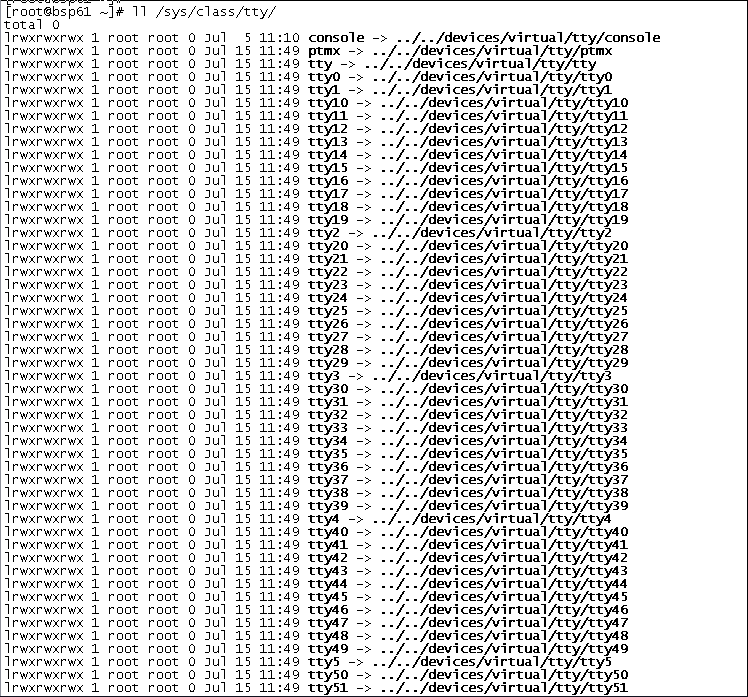 [root@bsp61 ~]# ll /sys/class/tty/
total 0
lrwxrwxrwx 1 root root 0 Jul  5 11:10 console -> ../../devices/virtual/tty/console
lrwxrwxrwx 1 root root 0 Jul 15 11:49 ptmx -> ../../devices/virtual/tty/ptmx
lrwxrwxrwx 1 root root 0 Jul 15 11:49 tty -> ../../devices/virtual/tty/tty
lrwxrwxrwx 1 root root 0 Jul 15 11:49 tty0 -> ../../devices/virtual/tty/tty0
lrwxrwxrwx 1 root root 0 Jul 15 11:49 tty1 -> ../../devices/virtual/tty/tty1
lrwxrwxrwx 1 root root 0 Jul 15 11:49 tty10 -> ../../devices/virtual/tty/tty10
lrwxrwxrwx 1 root root 0 Jul 15 11:49 tty11 -> ../../devices/virtual/tty/tty11
lrwxrwxrwx 1 root root 0 Jul 15 11:49 tty12 -> ../../devices/virtual/tty/tty12
lrwxrwxrwx 1 root root 0 Jul 15 11:49 tty13 -> ../../devices/virtual/tty/tty13
lrwxrwxrwx 1 root root 0 Jul 15 11:49 tty14 -> ../../devices/virtual/tty/tty14
lrwxrwxrwx 1 root root 0 Jul 15 11:49 tty15 -> ../../devices/virtual/tty/tty15
lrwxrwxrwx 1 root root 0 Jul 15 11:49 tty16 -> ../../devices/virtual/tty/tty16
lrwxrwxrwx 1 root root 0 Jul 15 11:49 tty17 -> ../../devices/virtual/tty/tty17
lrwxrwxrwx 1 root root 0 Jul 15 11:49 tty18 -> ../../devices/virtual/tty/tty18
lrwxrwxrwx 1 root root 0 Jul 15 11:49 tty19 -> ../../devices/virtual/tty/tty19
lrwxrwxrwx 1 root root 0 Jul 15 11:49 tty2 -> ../../devices/virtual/tty/tty2
lrwxrwxrwx 1 root root 0 Jul 15 11:49 tty20 -> ../../devices/virtual/tty/tty20
lrwxrwxrwx 1 root root 0 Jul 15 11:49 tty21 -> ../../devices/virtual/tty/tty21
lrwxrwxrwx 1 root root 0 Jul 15 11:49 tty22 -> ../../devices/virtual/tty/tty22
lrwxrwxrwx 1 root root 0 Jul 15 11:49 tty23 -> ../../devices/virtual/tty/tty23
lrwxrwxrwx 1 root root 0 Jul 15 11:49 tty24 -> ../../devices/virtual/tty/tty24
lrwxrwxrwx 1 root root 0 Jul 15 11:49 tty25 -> ../../devices/virtual/tty/tty25
lrwxrwxrwx 1 root root 0 Jul 15 11:49 tty26 -> ../../devices/virtual/tty/tty26
lrwxrwxrwx 1 root root 0 Jul 15 11:49 tty27 -> ../../devices/virtual/tty/tty27
lrwxrwxrwx 1 root root 0 Jul 15 11:49 tty28 -> ../../devices/virtual/tty/tty28
lrwxrwxrwx 1 root root 0 Jul 15 11:49 tty29 -> ../../devices/virtual/tty/tty29
lrwxrwxrwx 1 root root 0 Jul 15 11:49 tty3 -> ../../devices/virtual/tty/tty3
lrwxrwxrwx 1 root root 0 Jul 15 11:49 tty30 -> ../../devices/virtual/tty/tty30
lrwxrwxrwx 1 root root 0 Jul 15 11:49 tty31 -> ../../devices/virtual/tty/tty31
lrwxrwxrwx 1 root root 0 Jul 15 11:49 tty32 -> ../../devices/virtual/tty/tty32
lrwxrwxrwx 1 root root 0 Jul 15 11:49 tty33 -> ../../devices/virtual/tty/tty33
lrwxrwxrwx 1 root root 0 Jul 15 11:49 tty34 -> ../../devices/virtual/tty/tty34
lrwxrwxrwx 1 root root 0 Jul 15 11:49 tty35 -> ../../devices/virtual/tty/tty35
lrwxrwxrwx 1 root root 0 Jul 15 11:49 tty36 -> ../../devices/virtual/tty/tty36
lrwxrwxrwx 1 root root 0 Jul 15 11:49 tty37 -> ../../devices/virtual/tty/tty37
lrwxrwxrwx 1 root root 0 Jul 15 11:49 tty38 -> ../../devices/virtual/tty/tty38
lrwxrwxrwx 1 root root 0 Jul 15 11:49 tty39 -> ../../devices/virtual/tty/tty39
lrwxrwxrwx 1 root root 0 Jul 15 11:49 tty4 -> ../../devices/virtual/tty/tty4
lrwxrwxrwx 1 root root 0 Jul 15 11:49 tty40 -> ../../devices/virtual/tty/tty40
lrwxrwxrwx 1 root root 0 Jul 15 11:49 tty41 -> ../../devices/virtual/tty/tty41
lrwxrwxrwx 1 root root 0 Jul 15 11:49 tty42 -> ../../devices/virtual/tty/tty42
lrwxrwxrwx 1 root root 0 Jul 15 11:49 tty43 -> ../../devices/virtual/tty/tty43
lrwxrwxrwx 1 root root 0 Jul 15 11:49 tty44 -> ../../devices/virtual/tty/tty44
lrwxrwxrwx 1 root root 0 Jul 15 11:49 tty45 -> ../../devices/virtual/tty/tty45
lrwxrwxrwx 1 root root 0 Jul 15 11:49 tty46 -> ../../devices/virtual/tty/tty46
lrwxrwxrwx 1 root root 0 Jul 15 11:49 tty47 -> ../../devices/virtual/tty/tty47
lrwxrwxrwx 1 root root 0 Jul 15 11:49 tty48 -> ../../devices/virtual/tty/tty48
lrwxrwxrwx 1 root root 0 Jul 15 11:49 tty49 -> ../../devices/virtual/tty/tty49
lrwxrwxrwx 1 root root 0 Jul 15 11:49 tty5 -> ../../devices/virtual/tty/tty5
lrwxrwxrwx 1 root root 0 Jul 15 11:49 tty50 -> ../../devices/virtual/tty/tty50
lrwxrwxrwx 1 root root 0 Jul 15 11:49 tty51 -> ../../devices/virtual/tty/tty51